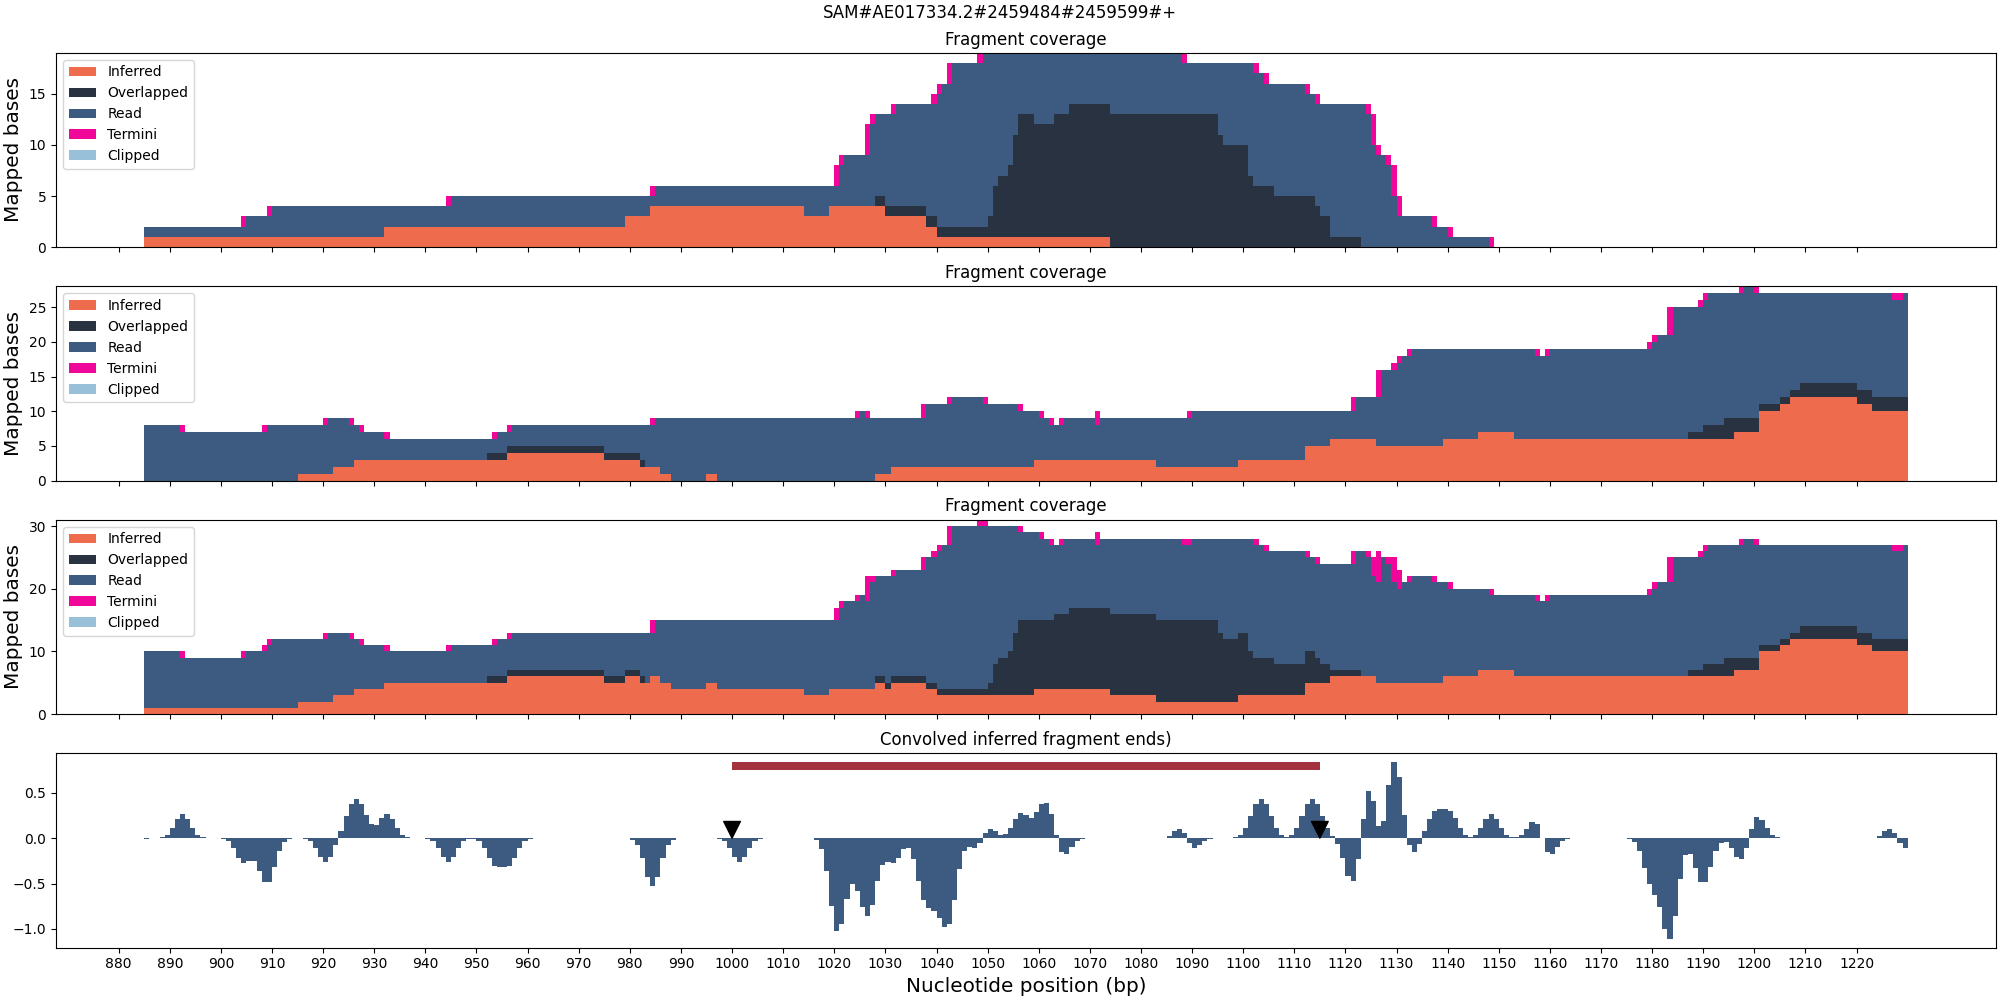 SAM#AE017334.2#2459484#2459599#+
Fragment coverage
Mapped bases
15
10
5
0
Inferred
Overlapped
Read
Termini
Clipped
Fragment coverage
Mapped bases
25
20
15
10
5
0
Inferred
Overlapped
Read
Termini
Clipped
Fragment coverage
Mapped bases
30
20
10
0
Inferred
Overlapped
Read
Termini
Clipped
Convolved inferred fragment ends)
0.5
0.0
−0.5
−1.0
880 890 900 910 920 930 940 950 960 970 980 990 1000 1010 1020 1030 1040 1050 1060 1070 1080 1090 1100 1110 1120 1130 1140 1150 1160 1170 1180 1190 1200 1210 1220
Nucleotide position (bp)